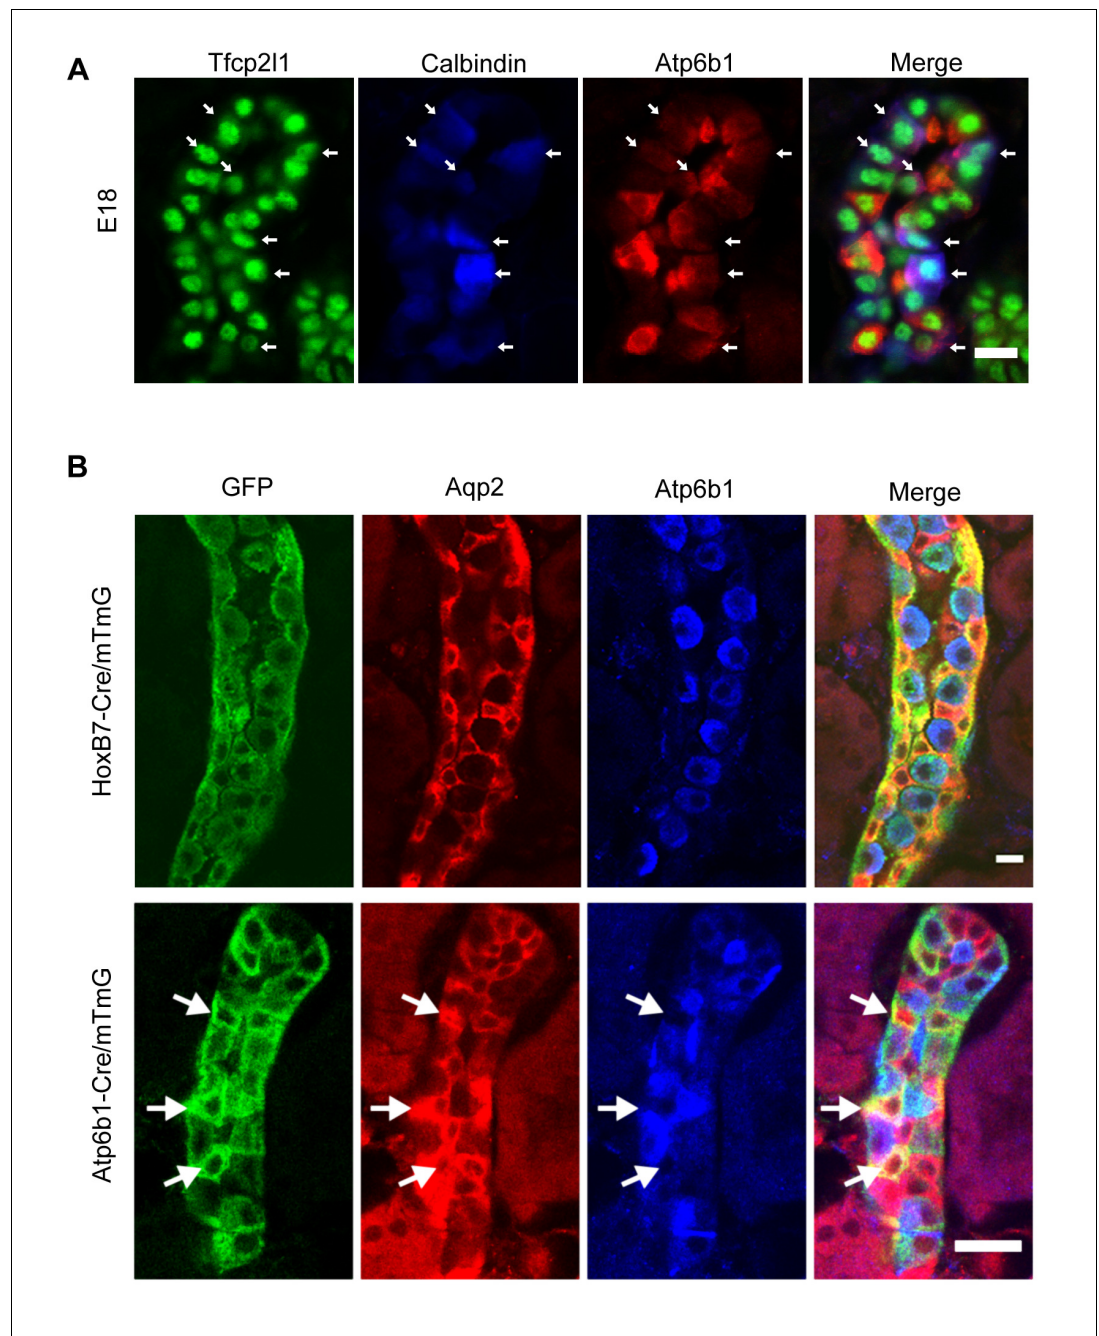 A
Tfcp2l1 Calbindin Atp6b1 Merge
E18
B
GFP Aqp2 Atp6b1 Merge
HoxB7-Cre/mTmG
Atp6b1-Cre/mTmG